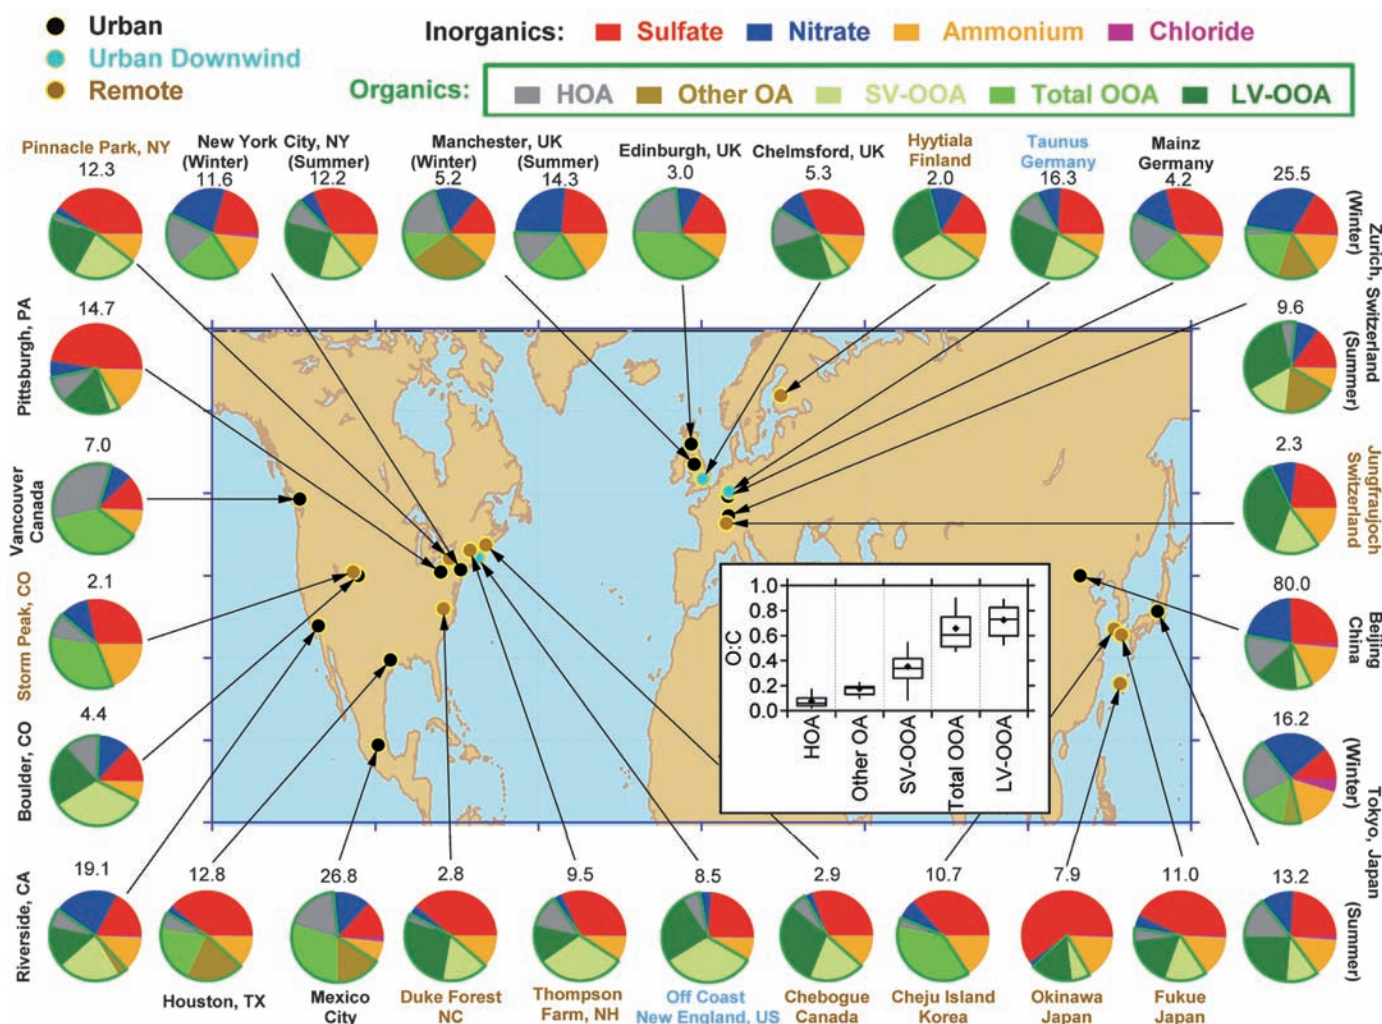 Urban
Urban Downwind
Remote
Inorganics: Sulfate Nitrate Ammonium Chloride
Organics: HOA Other OA SV-OOA Total OOA LV-OOA
Pinnacle Park, NY
12.3
New York City, NY
(Winter) (Summer)
11.6 12.2
Manchester, UK
(Winter) (Summer)
5.2 14.3
Edinburgh, UK
3.0
Chelmsford, UK
5.3
Hyytiala
Finland
2.0
Taunus
Germany
16.3
Mainz
Germany
4.2
25.5
(Winter)
Zurich, Switzerland
9.6
(Summer)
Pittsburgh, PA
14.7
Vancouver
Canada
7.0
Storm Peak, CO
2.1
Boulder, CO
4.4
Riverside, CA
19.1
Jungfraujoch
Switzerland
2.3
Beijing
China
80.0
16.2
(Winter)
Tokyo, Japan
13.2
(Summer)
O:C
1.0
0.8
0.6
0.4
0.2
0.0
HOA
Other OA
SV-OOA
Total OOA
LV-OOA
12.8
Houston, TX
26.8
Mexico
City
2.8
Duke Forest
NC
9.5
Thompson
Farm, NH
8.5
Off Coast
New England, US
2.9
Chebogue
Canada
10.7
Cheju Island
Korea
7.9
Okinawa
Japan
11.0
Fukue
Japan